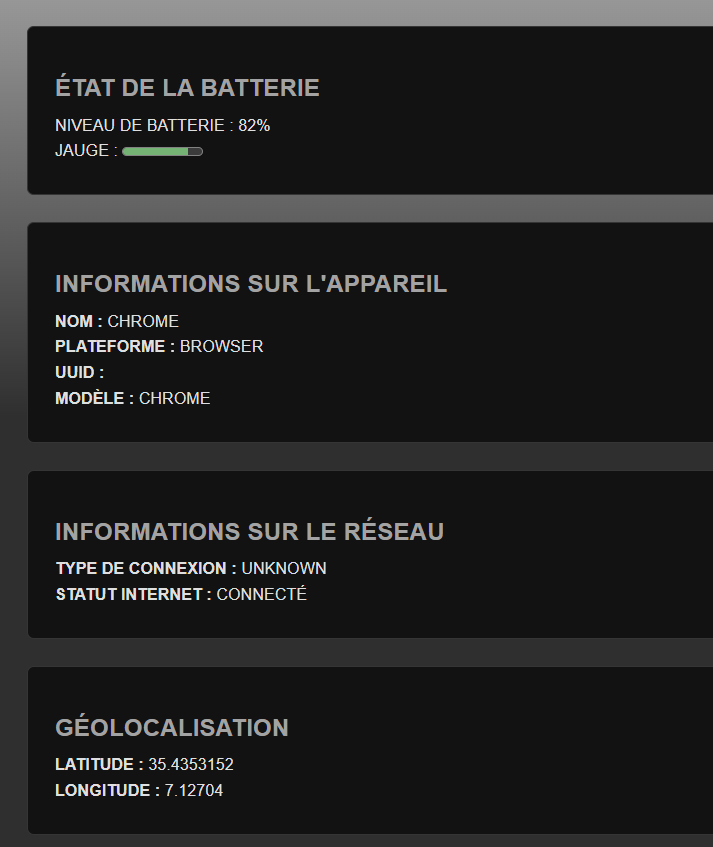 ÉTAT DE LA BATTERIE
NIVEAU DE BATTERIE : 82%
JAUGE :
INFORMATIONS SUR L'APPAREIL
NOM : CHROME
PLATEFORME : BROWSER
UUID :
MODÈLE : CHROME
INFORMATIONS SUR LE RÉSEAU
TYPE DE CONNEXION : UNKNOWN
STATUT INTERNET : CONNECTÉ
GÉOLOCALISATION
LATITUDE : 35.4353152
LONGITUDE : 7.12704